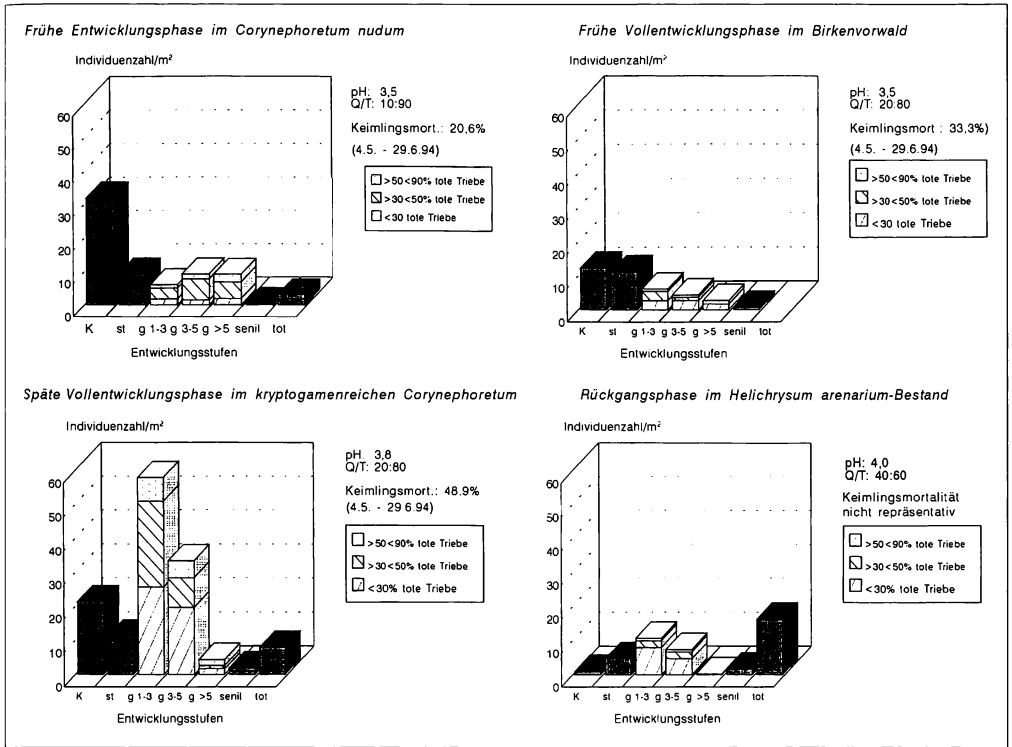 Frühe Entwicklungsphase im Corynephoretum nudum
Individuenzahl/m²
60
50
40
30
20
10
0
K st g 1-3 g 3-5 g >5 senil tot
Entwicklungsstufen
pH: 3,5
Q/T: 10:90
Keimlingsmort.: 20,6%
(4.5. - 29.6.94)
>50<90% tote Triebe
>30<50% tote Triebe
<30 tote Triebe
Frühe Vollentwicklungsphase im Birkenvorwald
Individuenzahl/m²
60
50
40
30
20
10
0
K st g 1-3 g 3-5 g >5 senil tot
Entwicklungsstufen
pH: 3,5
Q/T: 20:80
Keimlingsmort : 33,3%)
(4.5. - 29.6.94)
>50<90% tote Triebe
>30<50% tote Triebe
<30 tote Triebe
Späte Vollentwicklungsphase im kryptogamenreichen Corynephoretum
Individuenzahl/m²
60
50
40
30
20
10
0
K st g 1-3 g 3-5 g >5 senil tot
Entwicklungsstufen
pH. 3,8
Q/T: 20:80
Keimlingsmort.: 48.9%
(4.5. - 29 6.94)
>50<90% tote Triebe
>30<50% tote Triebe
<30% tote Triebe
Rückgangsphase im Helichrysum arenarium-Bestand
Individuenzahl/m²
60
50
40
30
20
10
0
K st g 1-3 g 3-5 g >5 senil tot
Entwicklungsstufen
pH: 4,0
Q/T: 40:60
Keimlingsmortalität
nicht repräsentativ
>50<90% tote Triebe
>30<50% tote Triebe
<30% tote Triebe